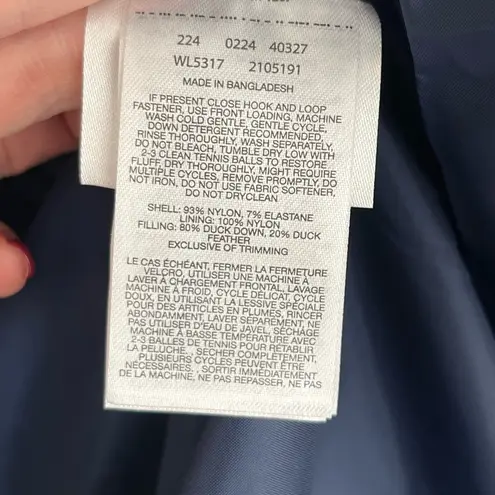 224 0224 40327
WL5317 2105191
MADE IN BANGLADESH
IF PRESENT CLOSE HOOK AND LOOP
FASTENER, USE FRONT LOADING, MACHINE
WASH COLD GENTLE, GENTLE CYCLE,
DOWN DETERGENT RECOMMENDED,
RINSE THOROUGHLY, WASH SEPARATELY,
DO NOT BLEACH, TUMBLE DRY LOW WITH
2-3 CLEAN TENNIS BALLS TO RESTORE
FLUFF, DRY THOROUGHLY, MIGHT REQUIRE
MULTIPLE CYCLES, REMOVE PROMPTLY, DO
NOT IRON, DO NOT USE FABRIC SOFTENER,
DO NOT DRYCLEAN
SHELL: 93% NYLON, 7% ELASTANE
LINING: 100% NYLON
FILLING: 80% DUCK DOWN, 20% DUCK
FEATHER
EXCLUSIVE OF TRIMMING
LE CAS ÉCHÉANT, FERMER LA FERMETURE
VELCRO, UTILISER UNE MACHINE À
LAVER À CHARGEMENT FRONTAL, LAVAGE
MACHINE À FROID, CYCLE DÉLICAT, CYCLE
DOUX, EN UTILISANT LA LESSIVE SPÉCIALE
POUR DES ARTICLES EN PLUMES, RINCER
ABONDAMMENT, LAVER SÉPARÉMENT, NE
PAS UTILISER D'EAU DE JAVEL, SÉCHAGE
MACHINE À BASSE TEMPÉRATURE AVEC
2-3 BALLES DE TENNIS POUR RÉTABLIR
LA PELUCHE, . SÉCHER COMPLÈTEMENT,
PLUSIEURS CYCLES PEUVENT ÊTRE
NÉCESSAIRES. , SORTIR IMMÉDIATEMENT
DE LA MACHINE, NE PAS REPASSER, NE PAS